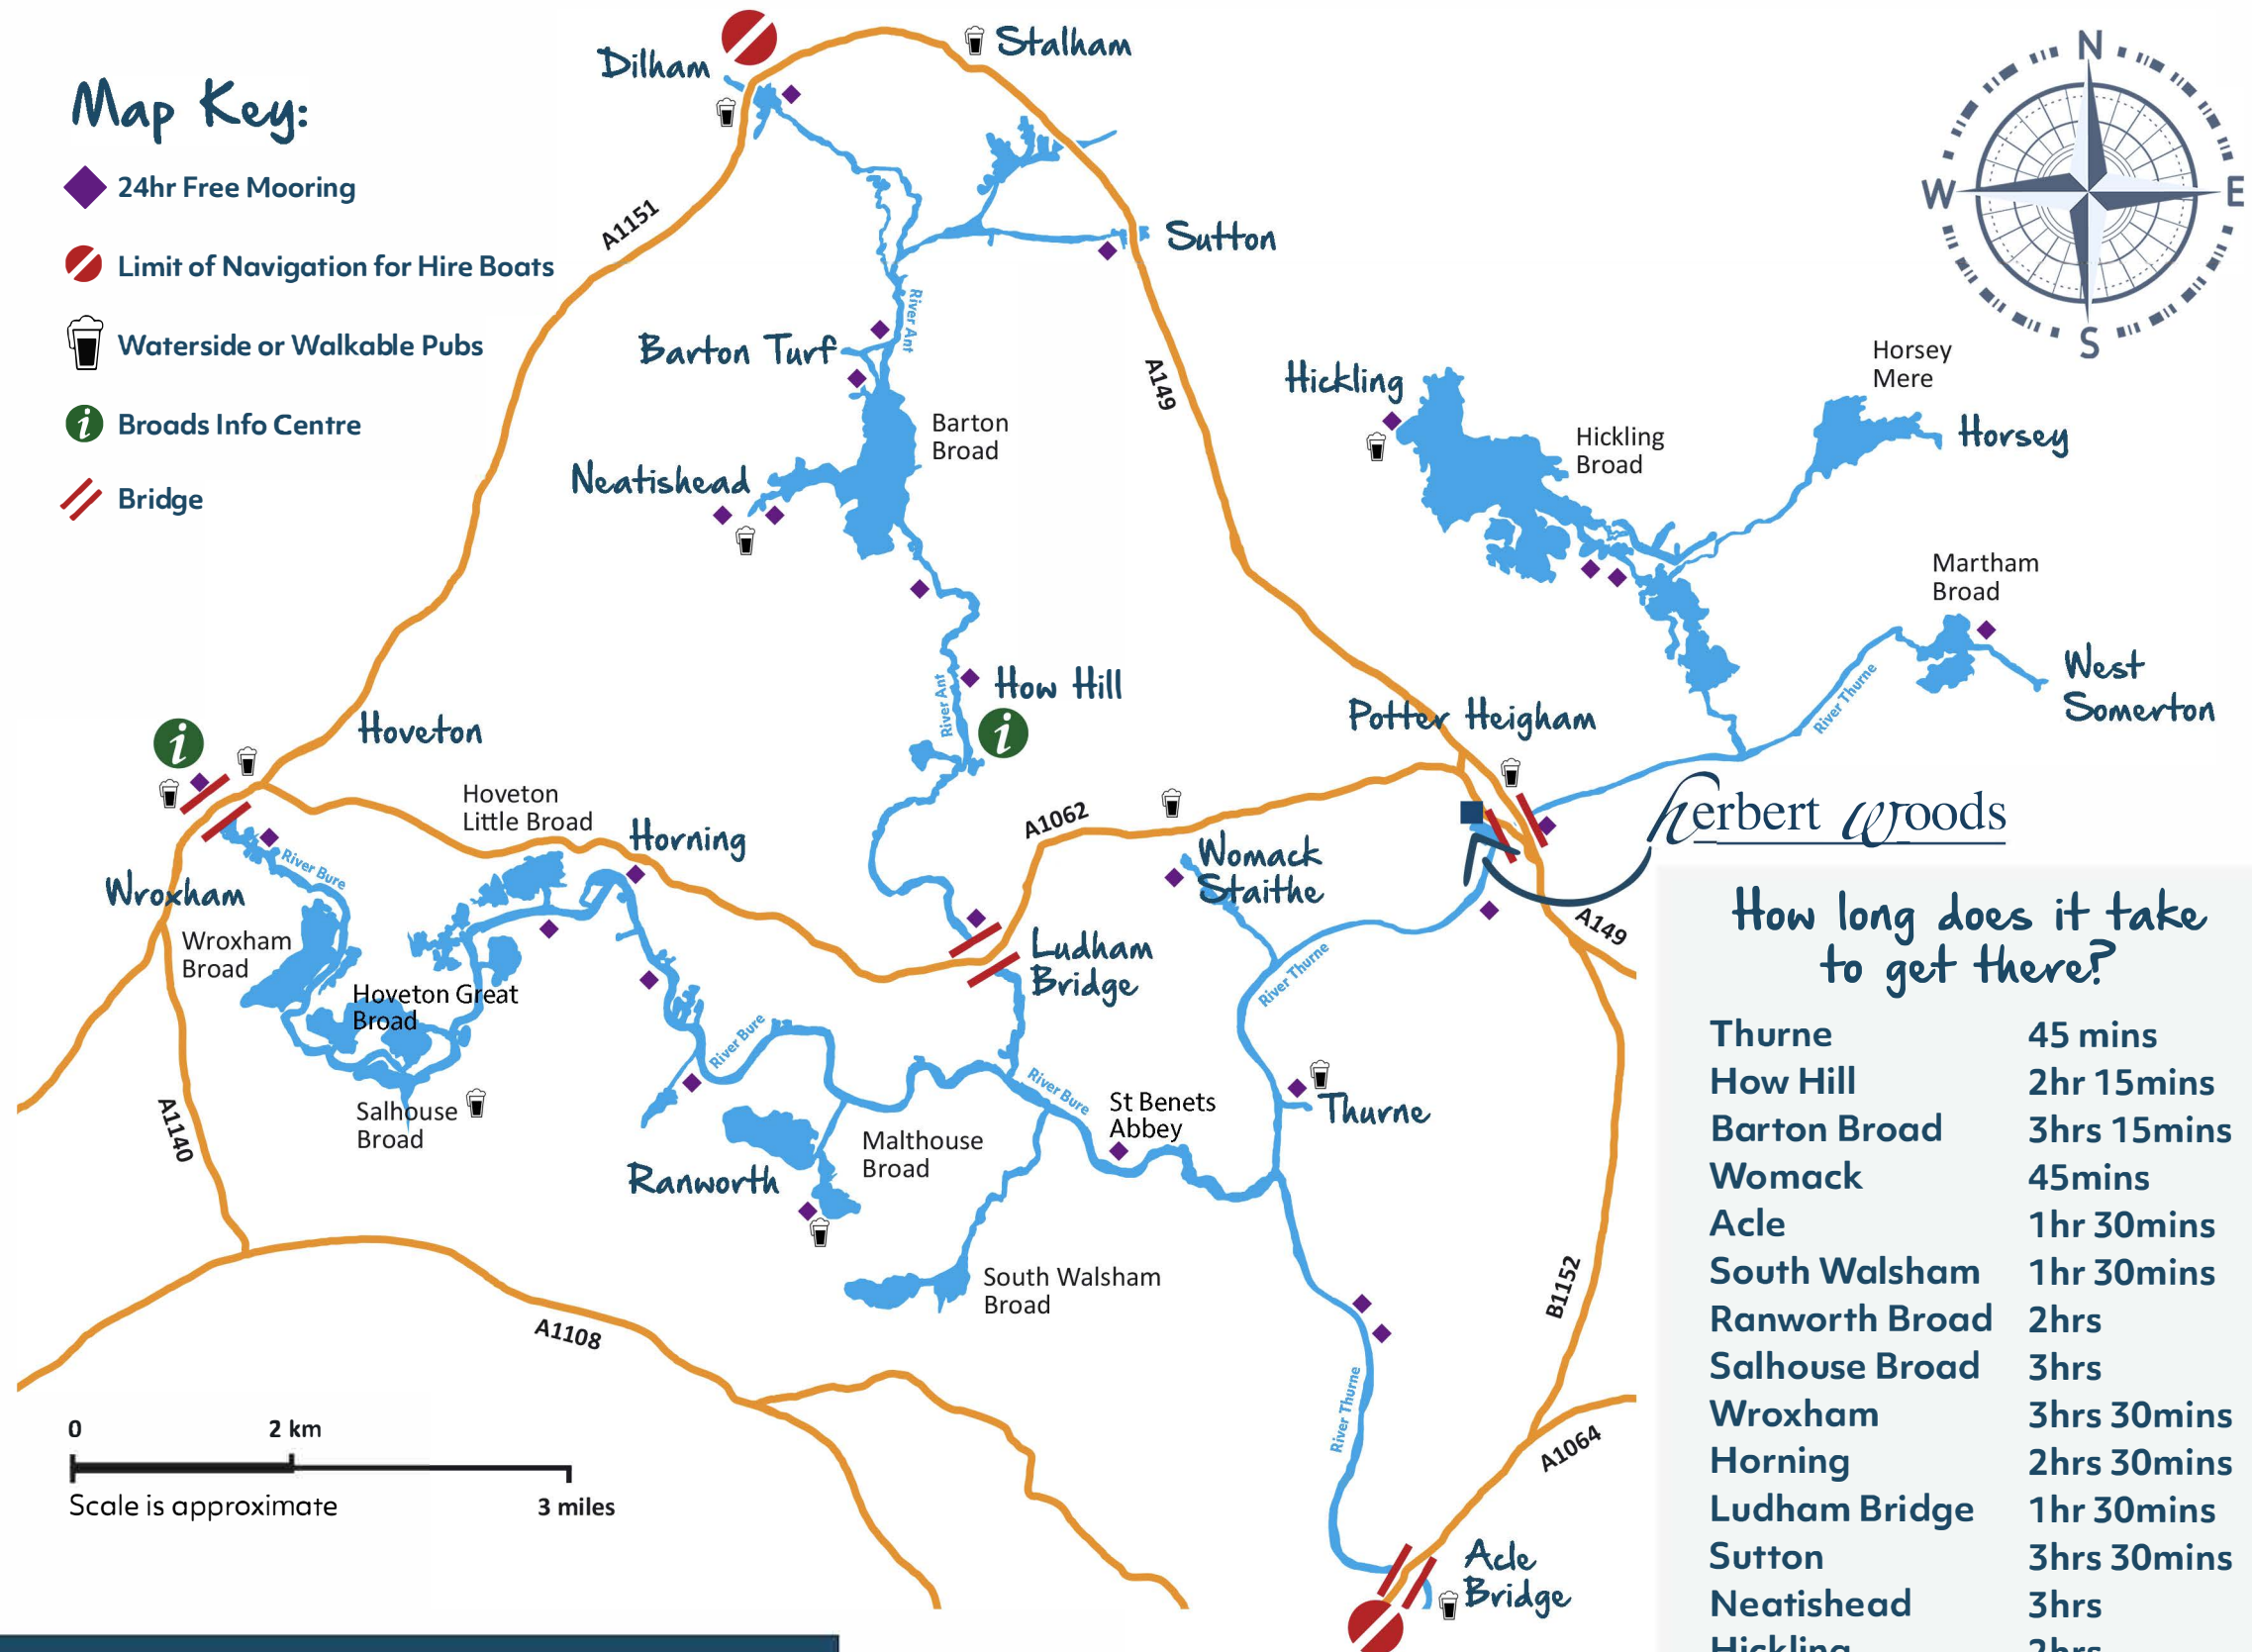 Map Key:
24hr Free Mooring
Limit of Navigation for Hire Boats
Waterside or Walkable Pubs
i
Broads Info Centre
Bridge
Dilham
Stalham
N
W
E
S
A1151
Sutton
River Ant
Barton Turf
A149
Barton
Broad
Neatishead
Hickling
Hickling
Broad
Horsey
Mere
Horsey
Martham
Broad
West
Somerton
River Thurne
How Hill
River Ant
i
Potter Heigham
Hoveton
i
Hoveton
Little Broad
Horning
A1062
herbert woods
Womack
Staithe
River Bure
Wroxham
Wroxham
Broad
Hoveton Great
Broad
Ludham
Bridge
River Thurne
A149
River Bure
River Bure
Salhouse
Broad
A1140
St Benets
Abbey
Thurne
Malthouse
Broad
Ranworth
South Walsham
Broad
B1152
A1108
River Thurne
A1064
Acle
Bridge
0 2 km
Scale is approximate 3 miles
How long does it take
to get there?
Thurne 45 mins
How Hill 2hr 15mins
Barton Broad 3hrs 15mins
Womack 45mins
Acle 1hr 30mins
South Walsham 1hr 30mins
Ranworth Broad 2hrs
Salhouse Broad 3hrs
Wroxham 3hrs 30mins
Horning 2hrs 30mins
Ludham Bridge 1hr 30mins
Sutton 3hrs 30mins
Neatishead 3hrs
Hickling 2hrs